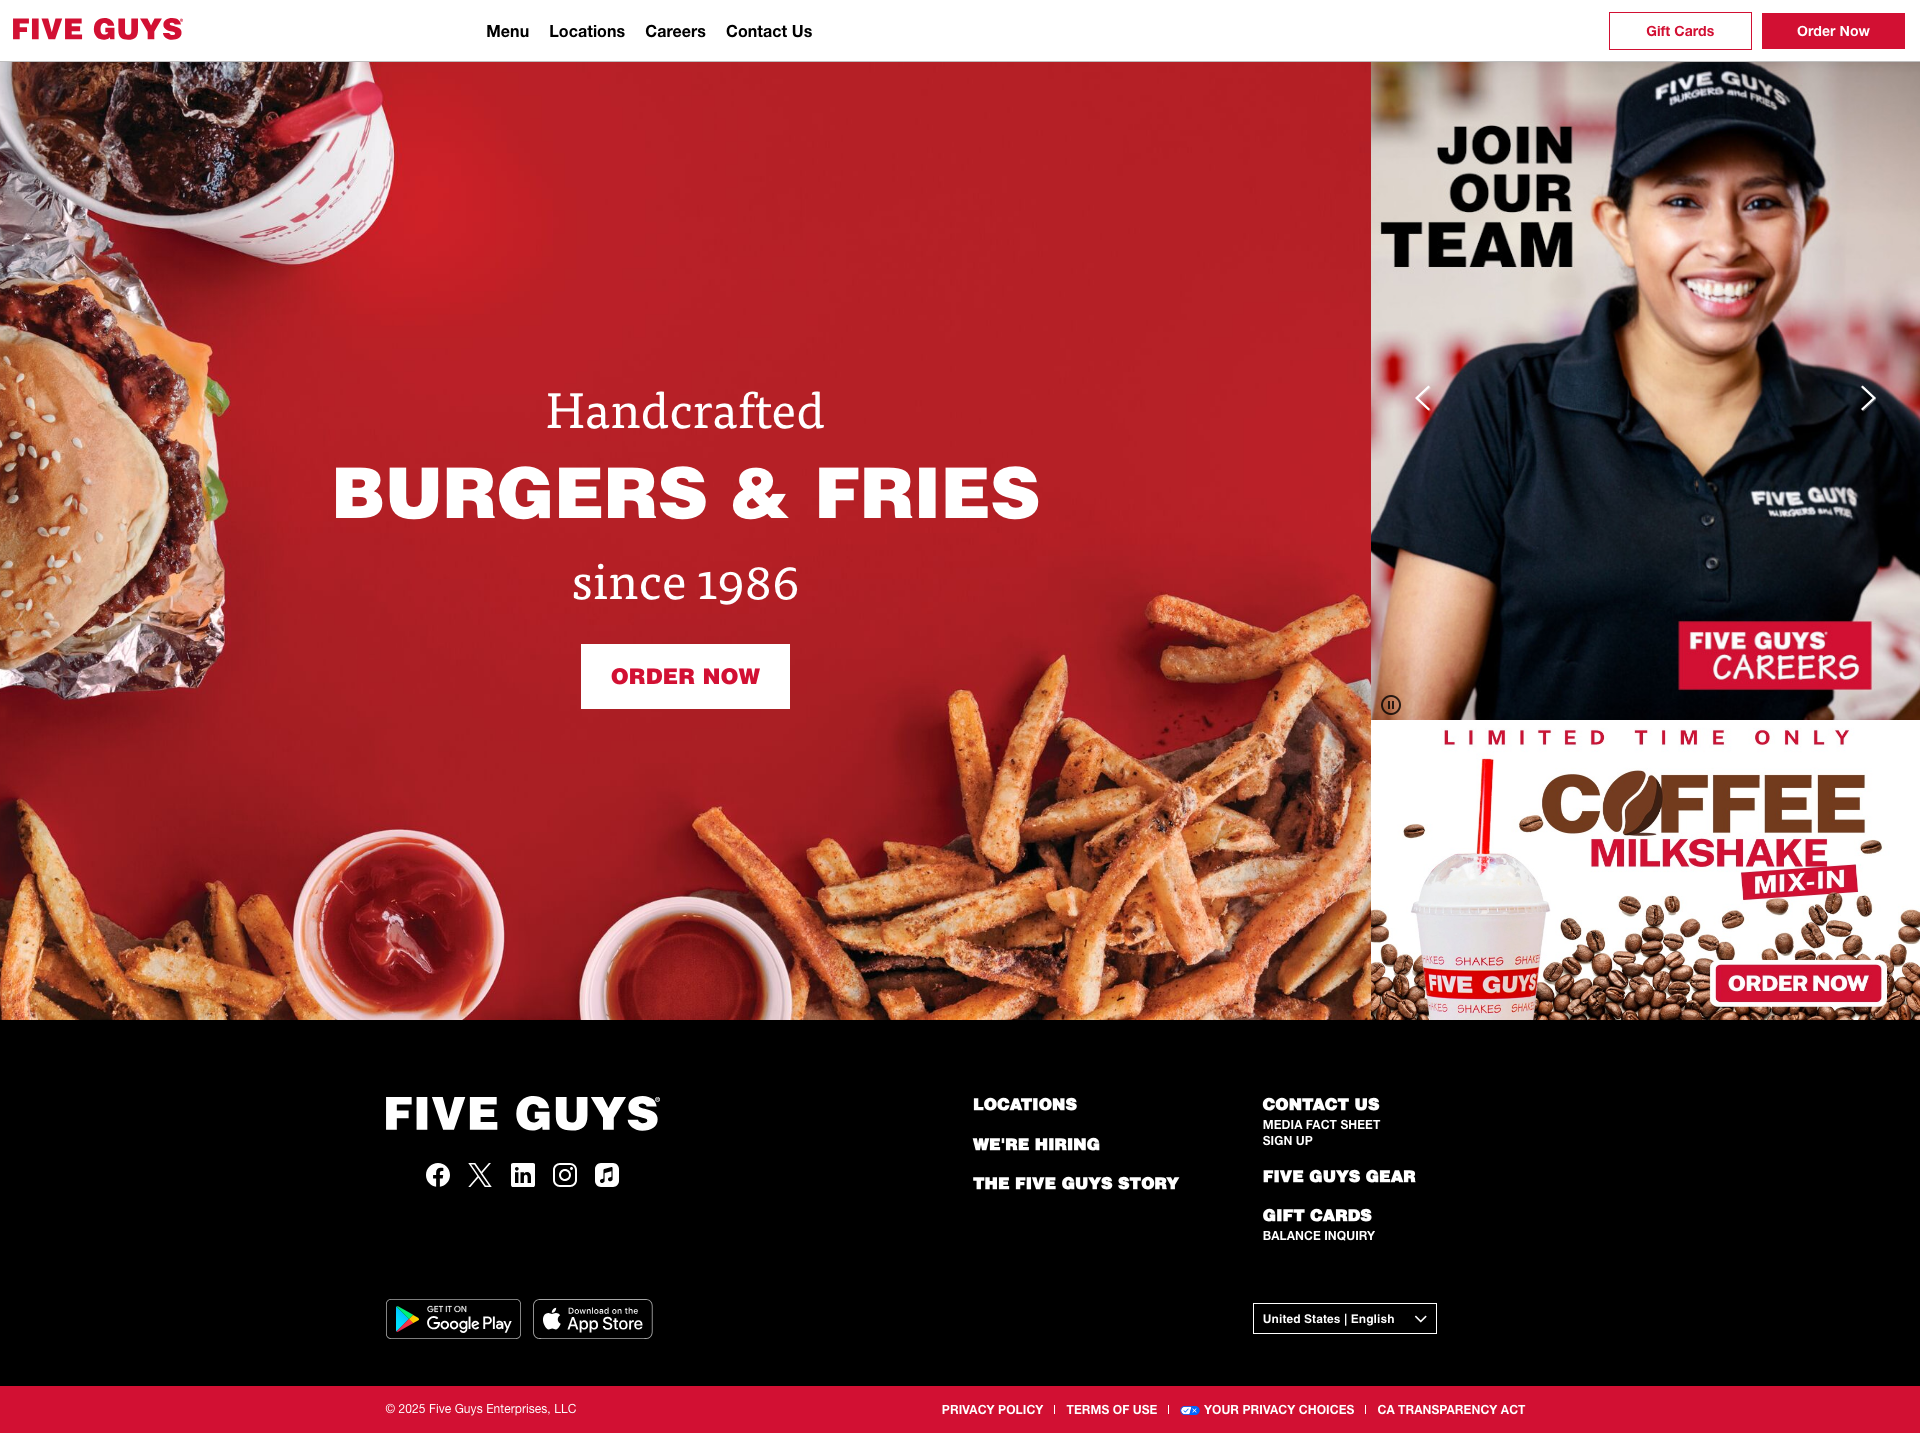 FIVE GUYS
Menu Locations Careers Contact Us
Gift Cards
Order Now
Handcrafted
BURGERS & FRIES
since 1986
ORDER NOW
FIVE GUYS
BURGERS and FRIES
JOIN
OUR
TEAM
FIVE GUYS
BURGERS and FRIES
FIVE GUYS
CAREERS
LIMITED TIME ONLY
COFFEE
MILKSHAKE
MIX-IN
SHAKES
FIVE GUYS
SHAKES
ORDER NOW
FIVE GUYS
LOCATIONS
WE'RE HIRING
THE FIVE GUYS STORY
CONTACT US
MEDIA FACT SHEET
SIGN UP
FIVE GUYS GEAR
GIFT CARDS
BALANCE INQUIRY
GET IT ON
Google Play
Download on the
App Store
United States | English
© 2025 Five Guys Enterprises, LLC
PRIVACY POLICY | TERMS OF USE | YOUR PRIVACY CHOICES | CA TRANSPARENCY ACT